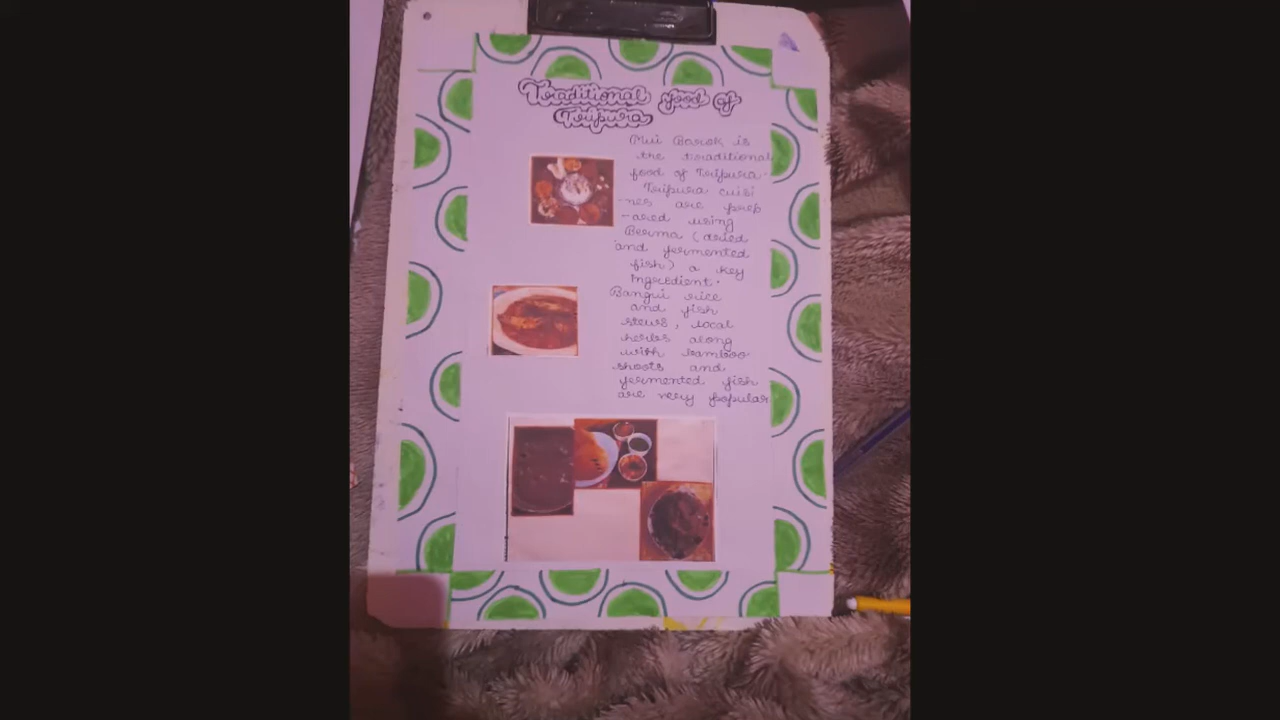 Traditional food of
Tripura
Mui Borok is
the traditional
food of Tripura.
Tripura cuisi
-nes are prep
-ared using
Berma (dried
and fermented
fish) a key
Ingredient.
Bangui rice
and fish
stews, local
herbs along
with bamboo
shoots and
fermented fish
are very popular